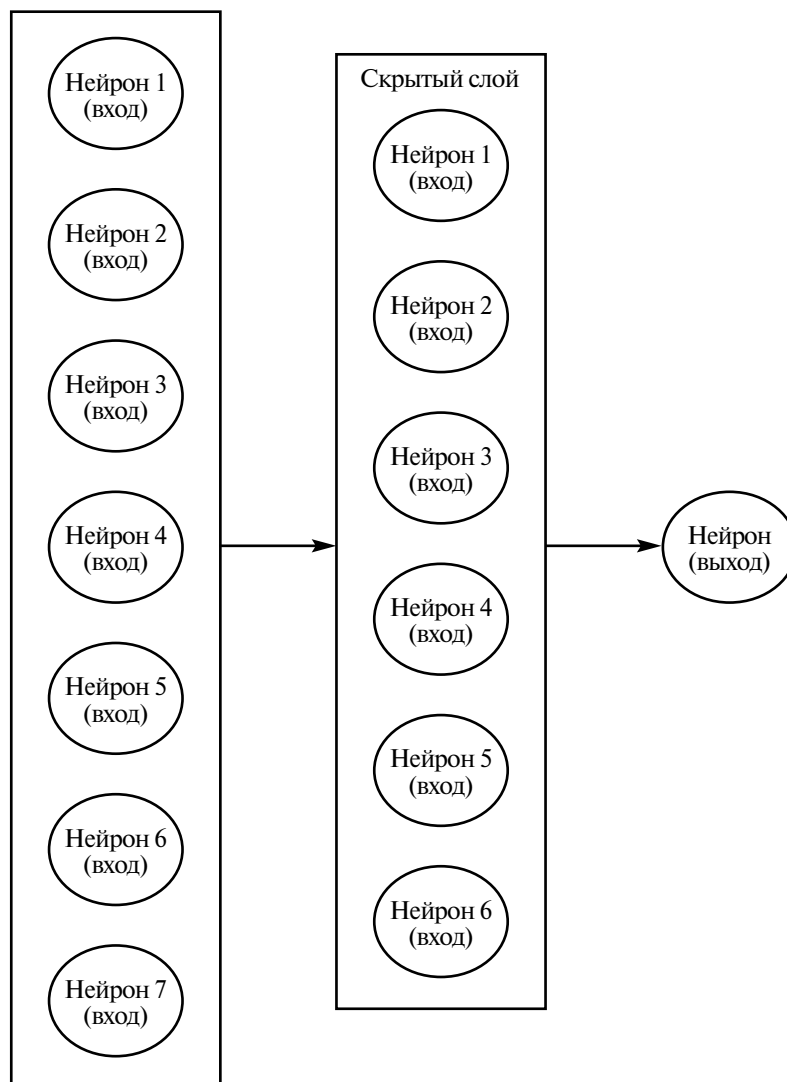 Нейрон 1
(вход)
Нейрон 2
(вход)
Нейрон 3
(вход)
Нейрон 4
(вход)
Нейрон 5
(вход)
Нейрон 6
(вход)
Нейрон 7
(вход)
Скрытый слой
Нейрон 1
(вход)
Нейрон 2
(вход)
Нейрон 3
(вход)
Нейрон 4
(вход)
Нейрон 5
(вход)
Нейрон 6
(вход)
Нейрон
(выход)